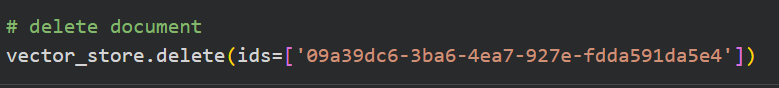 # delete document
vector_store.delete(ids=['09a39dc6-3ba6-4ea7-927e-fdda591da5e4'])